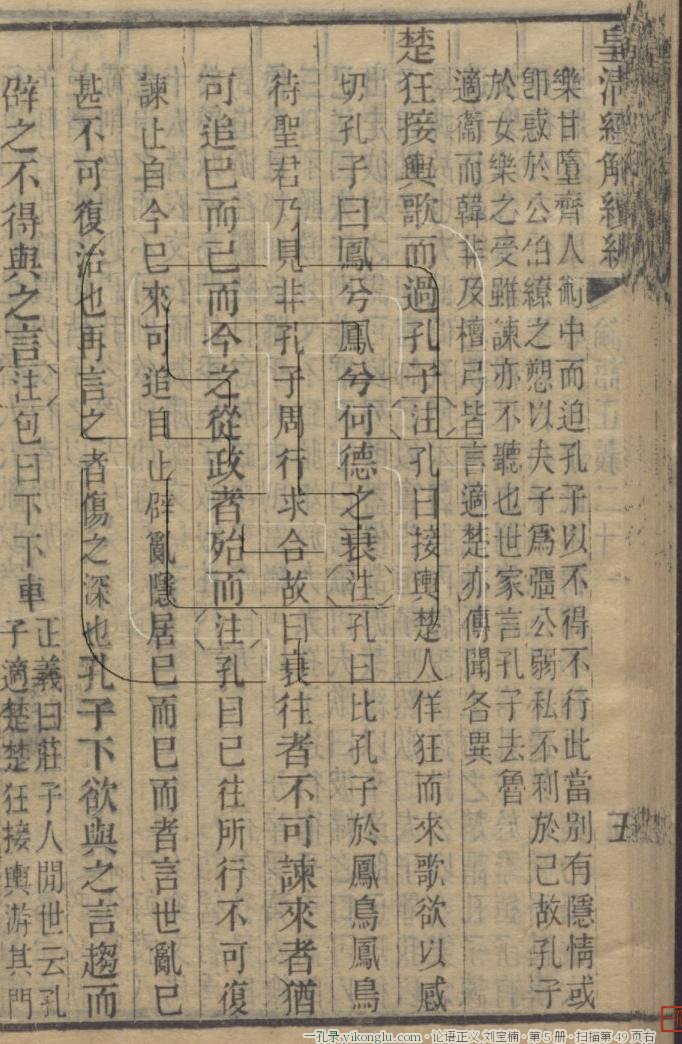 皇清經解續編
樂甘墮齊人術中而迫孔子以不得不行此當別有隱情或
卽惑於公伯繚之愬以夫子爲彊公弱私不利於己故孔子
於女樂之受雖諫亦不聽也世家言孔子去魯
適衞而韓非及檀弓皆言適楚亦傳聞各異
楚狂接輿歌而過孔子注孔曰接輿楚人佯狂而來歌欲以感
切孔子曰鳳兮鳳兮何德之衰注孔曰比孔子於鳳鳥鳳鳥
待聖君乃見非孔子周行求合故曰衰往者不可諫來者猶
可追巳而已而今之從政者殆而注孔曰已往所行不可復
諫止自今巳來可追自止辟亂隱居巳而巳而者言世亂巳
甚不可復治也再言之者傷之深也孔子下欲與之言趨而
辟之不得與之言注包曰下下車
正義曰莊子人閒世云孔
子適楚楚狂接輿游其門
五
一孔录yikonglu.com · 论语正义 刘宝楠 · 第5册 · 扫描第49页右